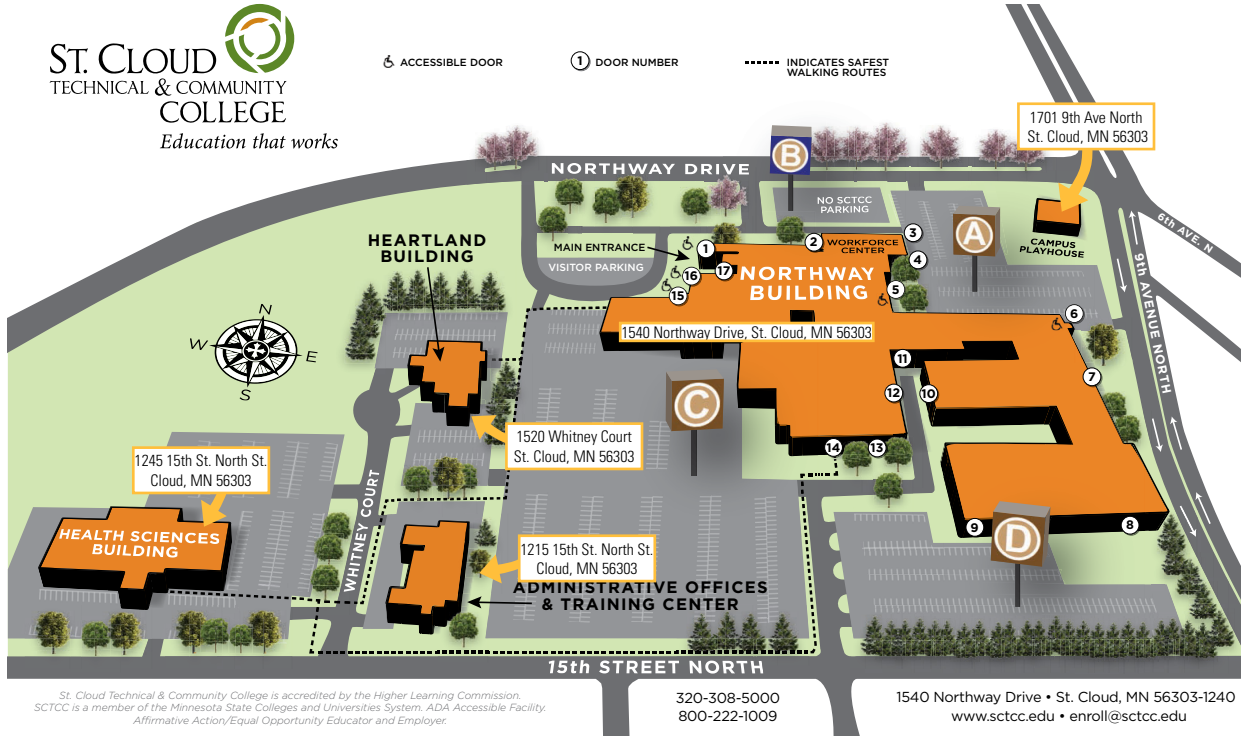 ST. CLOUD
TECHNICAL & COMMUNITY
COLLEGE
Education that works
ACCESSIBLE DOOR
1 DOOR NUMBER
INDICATES SAFEST
WALKING ROUTES
1701 9th Ave North
St. Cloud, MN 56303
B
NORTHWAY DRIVE
NO SCTCC
PARKING
A
6TH AVE. N
CAMPUS
PLAYHOUSE
9TH AVENUE NORTH
HEARTLAND
BUILDING
MAIN ENTRANCE
VISITOR PARKING
1
2
WORKFORCE
CENTER
3
4
5
6
7
8
9
10
11
12
13
14
15
16
17
NORTHWAY
BUILDING
1540 Northway Drive, St. Cloud, MN 56303
N
W
E
S
C
1520 Whitney Court
St. Cloud, MN 56303
1245 15th St. North St.
Cloud, MN 56303
HEALTH SCIENCES
BUILDING
WHITNEY COURT
1215 15th St. North St.
Cloud, MN 56303
ADMINISTRATIVE OFFICES
& TRAINING CENTER
D
15th STREET NORTH
St. Cloud Technical & Community College is accredited by the Higher Learning Commission.
SCTCC is a member of the Minnesota State Colleges and Universities System. ADA Accessible Facility.
Affirmative Action/Equal Opportunity Educator and Employer.
320-308-5000
800-222-1009
1540 Northway Drive • St. Cloud, MN 56303-1240
www.sctcc.edu • enroll@sctcc.edu